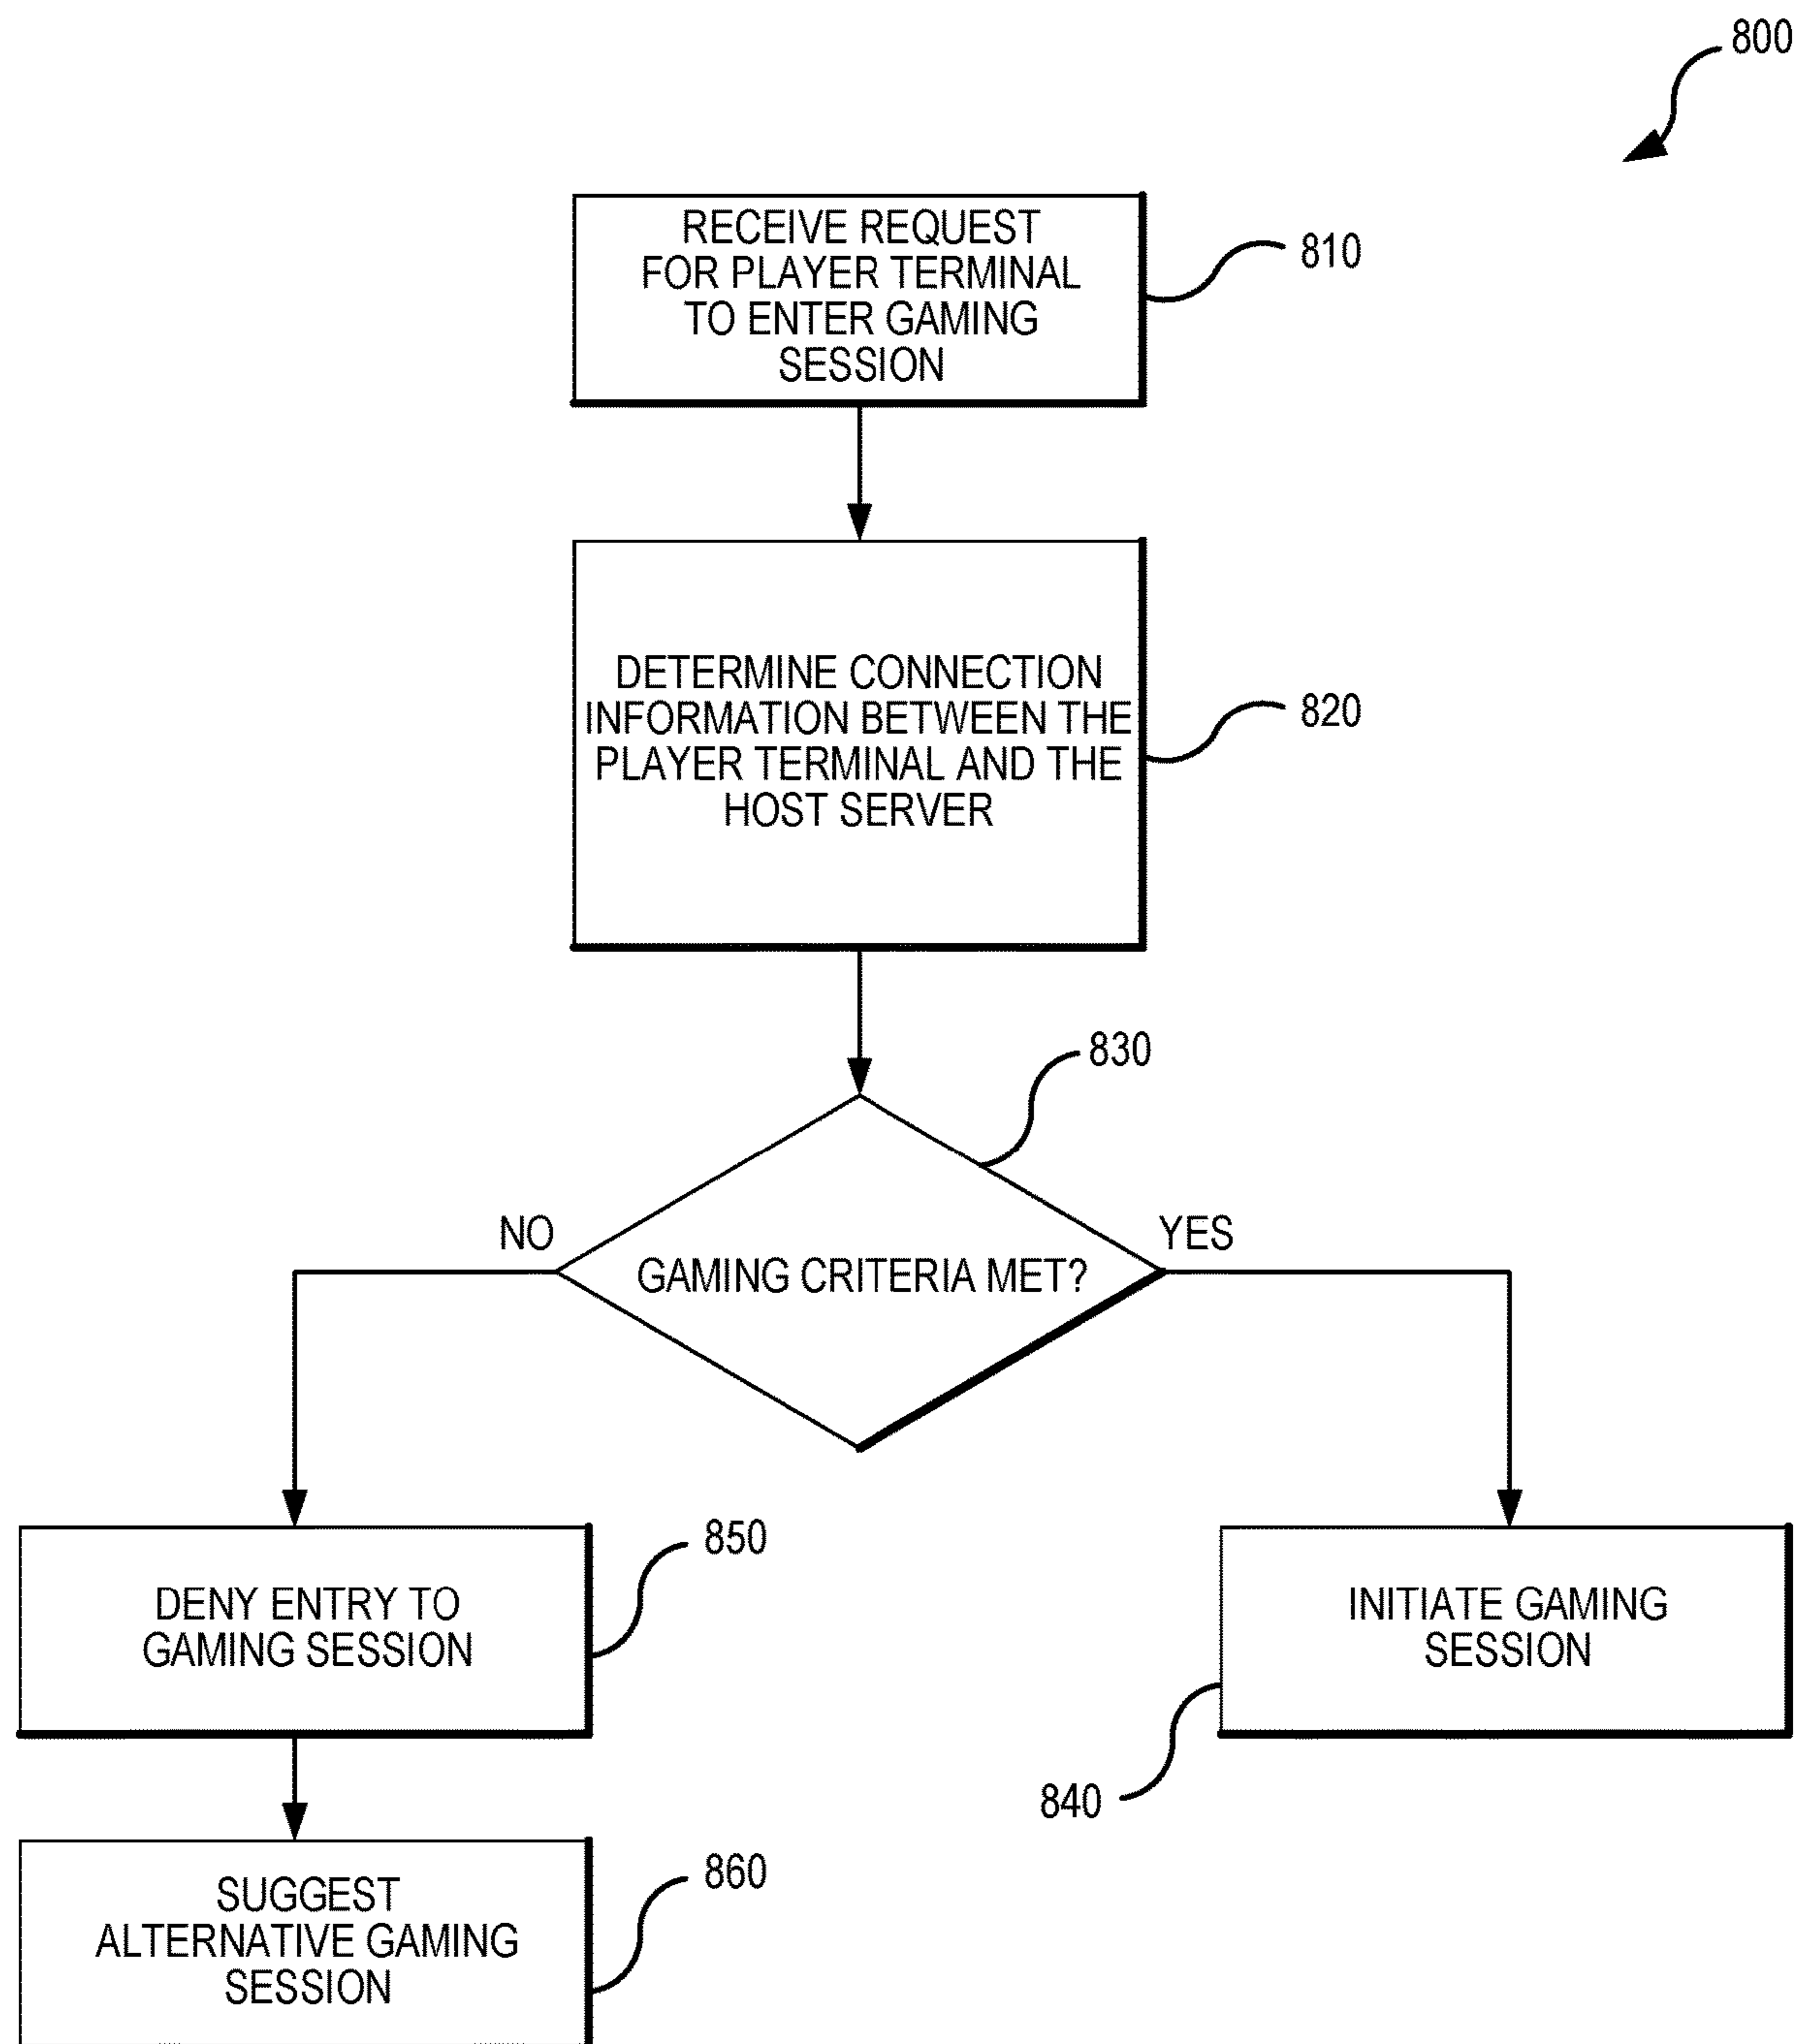 800
RECEIVE REQUEST
FOR PLAYER TERMINAL
TO ENTER GAMING
SESSION
810
DETERMINE CONNECTION
INFORMATION BETWEEN THE
PLAYER TERMINAL AND THE
HOST SERVER
820
830
NO
YES
GAMING CRITERIA MET?
DENY ENTRY TO
GAMING SESSION
850
INITIATE GAMING
SESSION
840
SUGGEST
ALTERNATIVE GAMING
SESSION
860